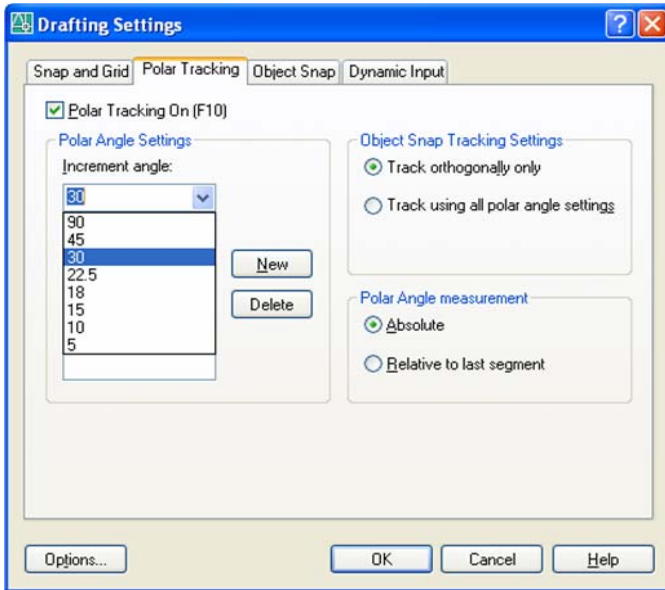 Drafting Settings
Snap and Grid Polar Tracking Object Snap Dynamic Input
Polar Tracking On (F10)
Polar Angle Settings
Increment angle:
30
90
45
30
22.5
18
15
10
5
New
Delete
Object Snap Tracking Settings
Track orthogonally only
Track using all polar angle settings
Polar Angle measurement
Absolute
Relative to last segment
Options... OK Cancel Help